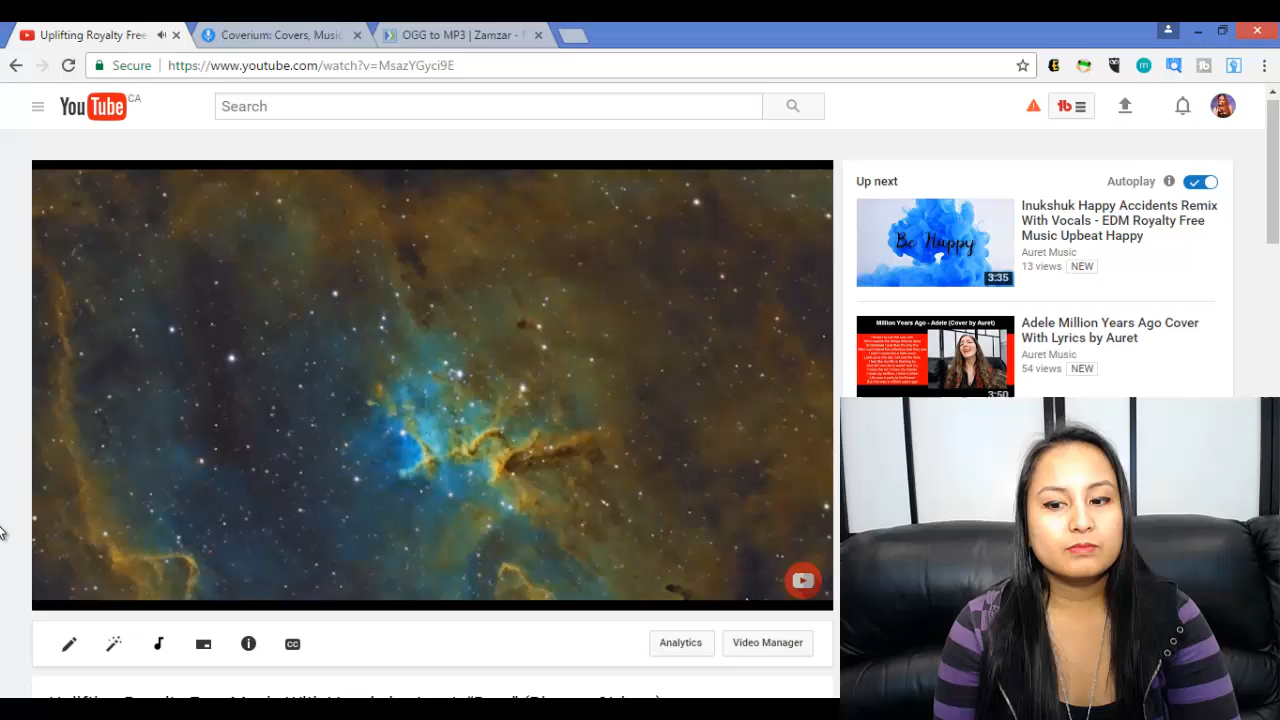 Uplifting Royalty Free
Coverium: Covers, Music
OGG to MP3 | Zamzar -
Secure
https://www.youtube.com/watch?v=MsazYGyci9E
YouTube CA
Search
Up next
Autoplay
Be Happy
3:35
Inukshuk Happy Accidents Remix
With Vocals - EDM Royalty Free
Music Upbeat Happy
Auret Music
13 views NEW
Million Years Ago - Adele (Cover by Auret)
3:50
Adele Million Years Ago Cover
With Lyrics by Auret
Auret Music
54 views NEW
CC
Analytics
Video Manager